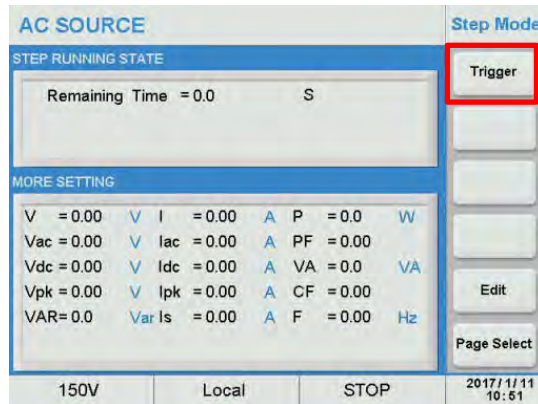 AC SOURCE
Step Mode
STEP RUNNING STATE
Trigger
Remaining Time = 0.0 S
MORE SETTING
V = 0.00 V I = 0.00 A P = 0.0 W
Vac = 0.00 V Iac = 0.00 A PF = 0.00
Vdc = 0.00 V Idc = 0.00 A VA = 0.0 VA
Vpk = 0.00 V Ipk = 0.00 A CF = 0.00
VAR= 0.0 Var Is = 0.00 A F = 0.00 Hz
Edit
Page Select
150V Local STOP 2017/1/11
10:51